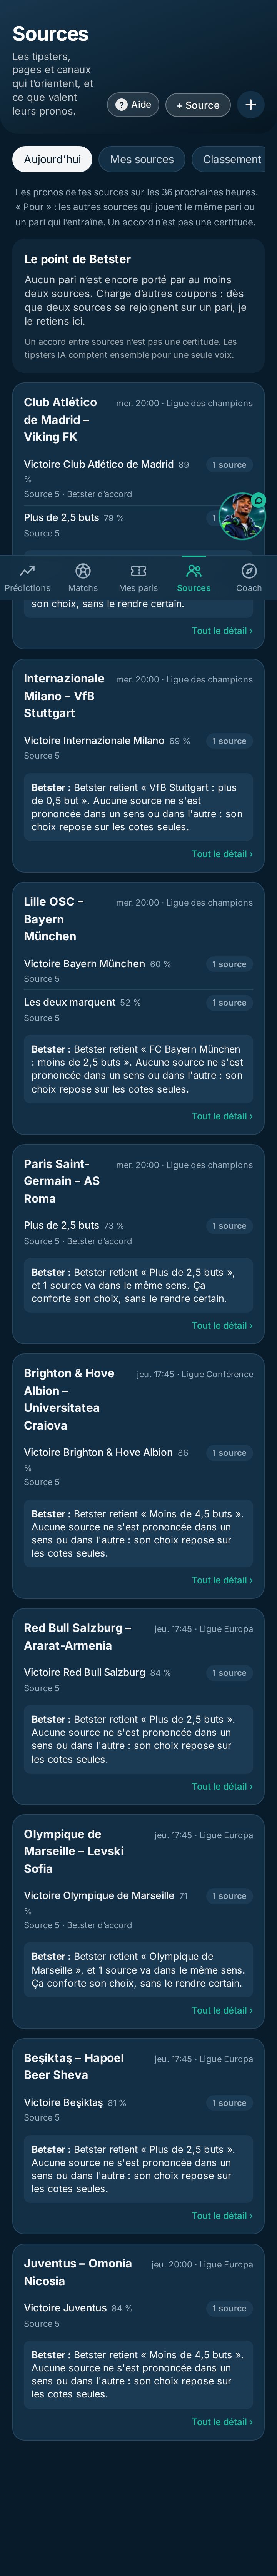 Sources
Les tipsters,
pages et canaux
qui t’orientent, et
ce que valent
leurs pronos.
? Aide
+ Source
+
Aujourd’hui
Mes sources
Classement
Les pronos de tes sources sur les 36 prochaines heures.
« Pour » : les autres sources qui jouent le même pari ou
un pari qui l’entraîne. Un accord n’est pas une certitude.
Le point de Betster
Aucun pari n’est encore porté par au moins
deux sources. Charge d’autres coupons : dès
que deux sources se rejoignent sur un pari, je
le retiens ici.
Un accord entre sources n’est pas une certitude. Les
tipsters IA comptent ensemble pour une seule voix.
Club Atlético
de Madrid –
Viking FK
mer. 20:00 · Ligue des champions
Victoire Club Atlético de Madrid 89
%
1 source
Source 5 · Betster d’accord
Plus de 2,5 buts 79 %
1
Source 5
Prédictions
Matchs
Mes paris
Sources
Coach
son choix, sans le rendre certain.
Tout le détail ›
Internazionale
Milano – VfB
Stuttgart
mer. 20:00 · Ligue des champions
Victoire Internazionale Milano 69 %
1 source
Source 5
Betster : Betster retient « VfB Stuttgart : plus
de 0,5 but ». Aucune source ne s'est
prononcée dans un sens ou dans l'autre : son
choix repose sur les cotes seules.
Tout le détail ›
Lille OSC –
Bayern
München
mer. 20:00 · Ligue des champions
Victoire Bayern München 60 %
1 source
Source 5
Les deux marquent 52 %
1 source
Source 5
Betster : Betster retient « FC Bayern München
: moins de 2,5 buts ». Aucune source ne s'est
prononcée dans un sens ou dans l'autre : son
choix repose sur les cotes seules.
Tout le détail ›
Paris Saint-
Germain – AS
Roma
mer. 20:00 · Ligue des champions
Plus de 2,5 buts 73 %
1 source
Source 5 · Betster d’accord
Betster : Betster retient « Plus de 2,5 buts »,
et 1 source va dans le même sens. Ça
conforte son choix, sans le rendre certain.
Tout le détail ›
Brighton & Hove
Albion –
Universitatea
Craiova
jeu. 17:45 · Ligue Conférence
Victoire Brighton & Hove Albion 86
%
1 source
Source 5
Betster : Betster retient « Moins de 4,5 buts ».
Aucune source ne s'est prononcée dans un
sens ou dans l'autre : son choix repose sur
les cotes seules.
Tout le détail ›
Red Bull Salzburg –
Ararat-Armenia
jeu. 17:45 · Ligue Europa
Victoire Red Bull Salzburg 84 %
1 source
Source 5
Betster : Betster retient « Plus de 2,5 buts ».
Aucune source ne s'est prononcée dans un
sens ou dans l'autre : son choix repose sur
les cotes seules.
Tout le détail ›
Olympique de
Marseille – Levski
Sofia
jeu. 17:45 · Ligue Europa
Victoire Olympique de Marseille 71
%
1 source
Source 5 · Betster d’accord
Betster : Betster retient « Olympique de
Marseille », et 1 source va dans le même sens.
Ça conforte son choix, sans le rendre certain.
Tout le détail ›
Beşiktaş – Hapoel
Beer Sheva
jeu. 17:45 · Ligue Europa
Victoire Beşiktaş 81 %
1 source
Source 5
Betster : Betster retient « Plus de 2,5 buts ».
Aucune source ne s'est prononcée dans un
sens ou dans l'autre : son choix repose sur
les cotes seules.
Tout le détail ›
Juventus – Omonia
Nicosia
jeu. 20:00 · Ligue Europa
Victoire Juventus 84 %
1 source
Source 5
Betster : Betster retient « Moins de 4,5 buts ».
Aucune source ne s'est prononcée dans un
sens ou dans l'autre : son choix repose sur
les cotes seules.
Tout le détail ›